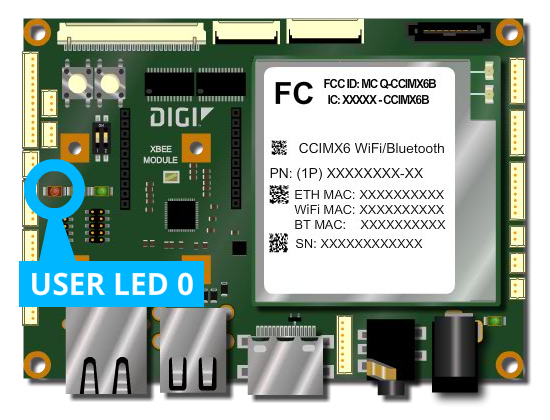 FC
FCC ID: MC Q-CCIMX6B
IC: XXXXX - CCIMX6B
DIGI
XBEE
MODULE
CCIMX6 WiFi/Bluetooth
PN: (1P) XXXXXXXX-XX
ETH MAC: XXXXXXXXXX
WiFi MAC: XXXXXXXXXX
BT MAC: XXXXXXXXXX
SN: XXXXXXXXXXXX
USER LED 0